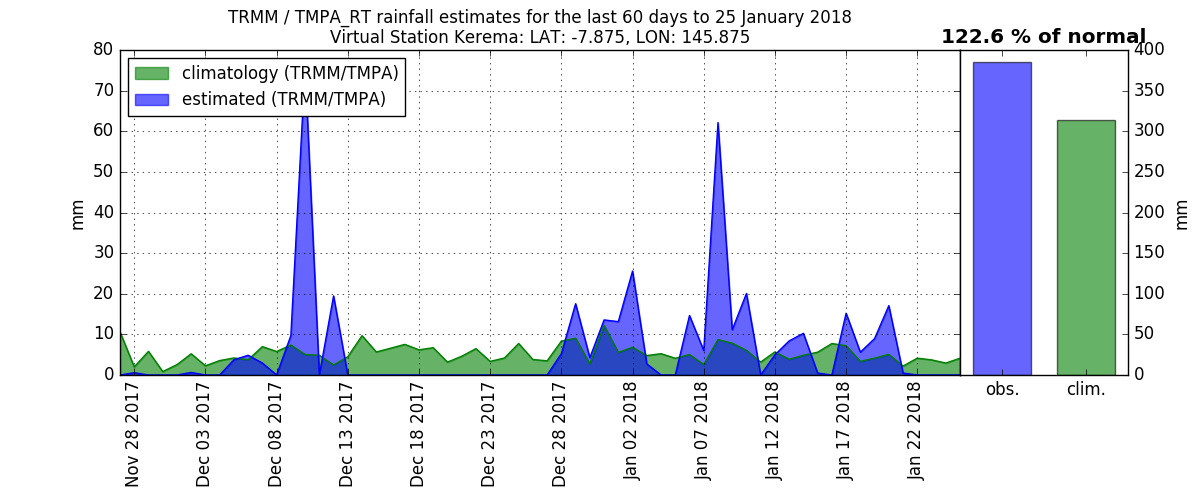 TRMM / TMPA_RT rainfall estimates for the last 60 days to 25 January 2018
Virtual Station Kerema: LAT: -7.875, LON: 145.875
122.6 % of normal
climatology (TRMM/TMPA)
estimated (TRMM/TMPA)
80
70
60
50
40
30
20
10
0
mm
400
350
300
250
200
150
100
50
0
mm
Nov 28 2017
Dec 03 2017
Dec 08 2017
Dec 13 2017
Dec 18 2017
Dec 23 2017
Dec 28 2017
Jan 02 2018
Jan 07 2018
Jan 12 2018
Jan 17 2018
Jan 22 2018
obs.
clim.